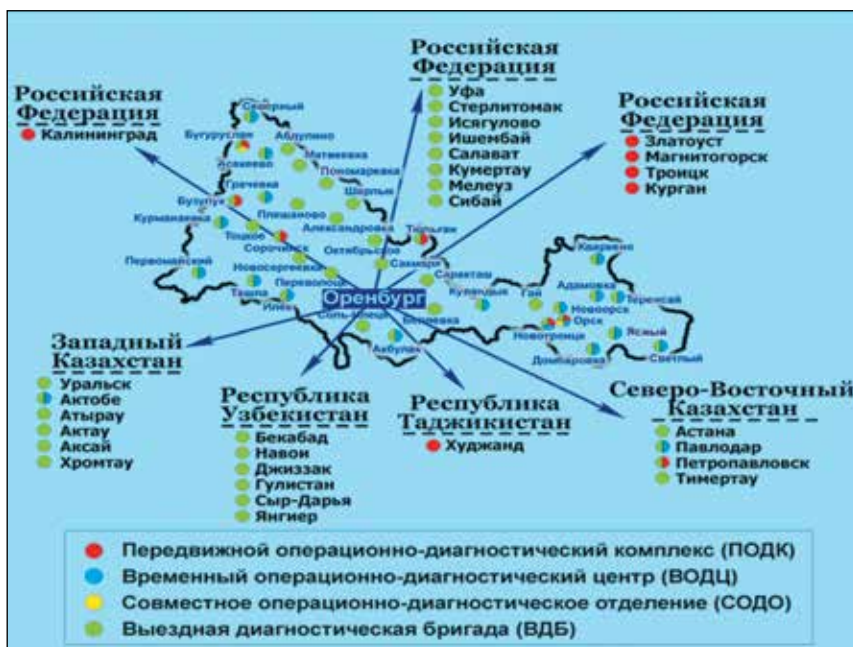 Российская
Федерация
Калининград
Российская
Федерация
Уфа
Стерлитомак
Исягулово
Ишембай
Салават
Кумертау
Мелеуз
Сибай
Российская
Федерация
Златоуст
Магнитогорск
Троицк
Курган
Северный
Бугуруслан
Абдулино
Асекеево
Матвеевка
Пономаревка
Грачевка
Шарлык
Бузулук
Курманаевка
Плешаново
Александровка
Тюльган
Тоцкое
Сорочинск
Октябрьское
Кваркено
Первомайский
Новосергеевка
Сакмара
Переволоцк
Саракташ
Адамовка
Ташла
Оренбург
Кувандык
Гай
Теренсай
Илек
Новоорск
Соль-Илецк
Беляевка
Орск
Новотроицк
Ясный
Акбулак
Домбаровка
Светлый
Западный
Казахстан
Уральск
Актобе
Атырау
Актау
Аксай
Хромтау
Республика
Узбекистан
Бекабад
Навои
Джиззак
Гулистан
Сыр-Дарья
Янгиер
Республика
Таджикистан
Худжанд
Северо-Восточный
Казахстан
Астана
Павлодар
Петропавловск
Тимертау
Передвижной операционно-диагностический комплекс (ПОДК)
Временный операционно-диагностический центр (ВОДЦ)
Совместное операционно-диагностическое отделение (СОДО)
Выездная диагностическая бригада (ВДБ)